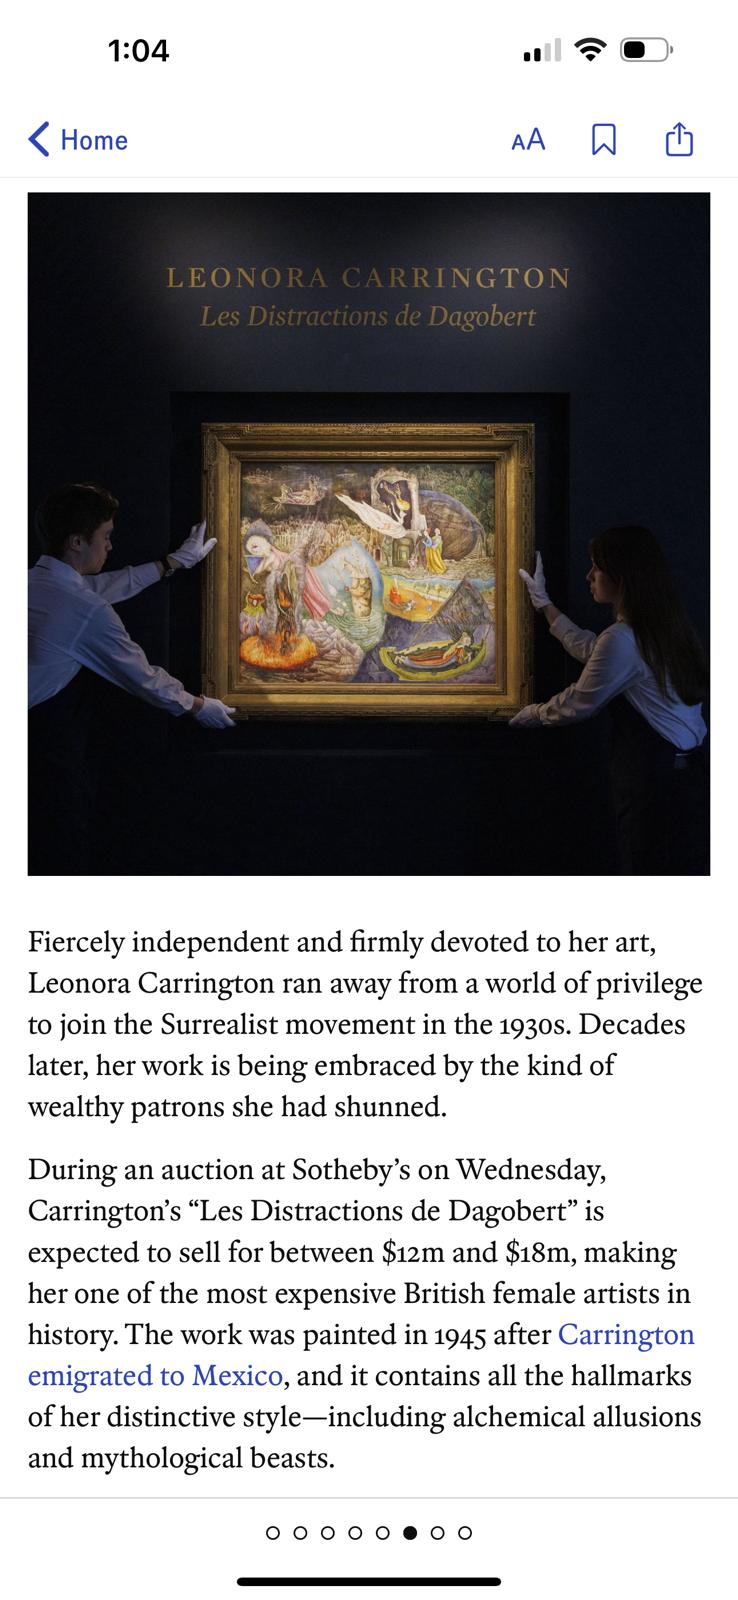 1:04
Home
AA
LEONORA CARRINGTON
Les Distractions de Dagobert
Fiercely independent and firmly devoted to her art,
Leonora Carrington ran away from a world of privilege
to join the Surrealist movement in the 1930s. Decades
later, her work is being embraced by the kind of
wealthy patrons she had shunned.
During an auction at Sotheby’s on Wednesday,
Carrington’s “Les Distractions de Dagobert” is
expected to sell for between $12m and $18m, making
her one of the most expensive British female artists in
history. The work was painted in 1945 after Carrington
emigrated to Mexico, and it contains all the hallmarks
of her distinctive style—including alchemical allusions
and mythological beasts.